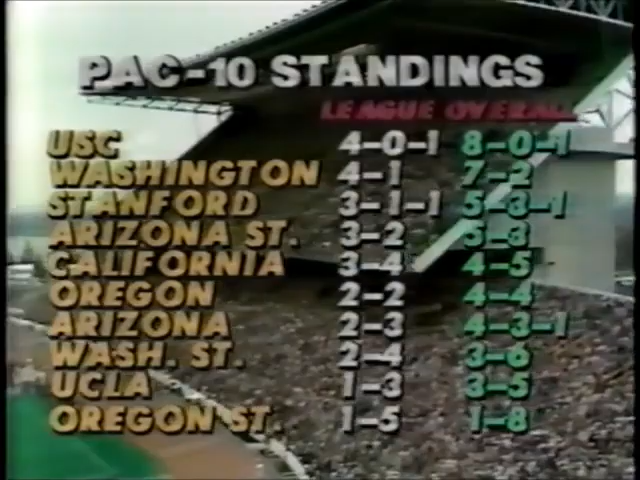 PAC-10 STANDINGS
LEAGUE OVERALL
USC 4-0-1 8-0-1
WASHINGTON 4-1 7-2
STANFORD 3-1-1 5-3-1
ARIZONA ST. 3-2 5-3
CALIFORNIA 3-4 4-5
OREGON 2-2 4-4
ARIZONA 2-3 4-3-1
WASH. ST. 2-4 3-6
UCLA 1-3 3-5
OREGON ST. 1-5 1-8